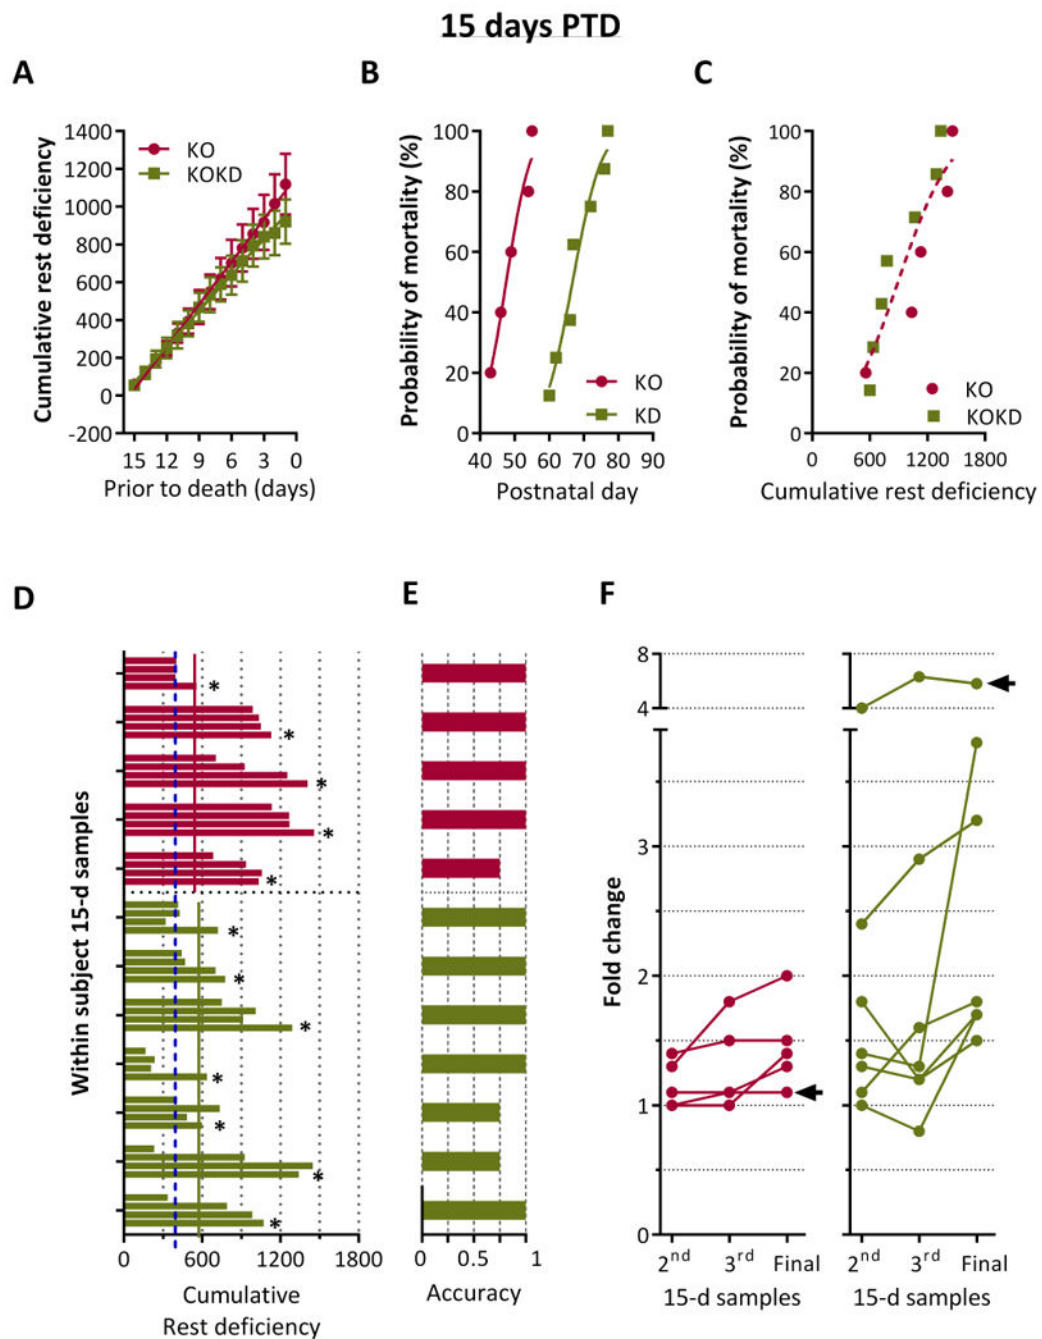 15 days PTD
A
B
C
Cumulative rest deficiency
1400
1200
1000
800
600
400
200
0
-200
KO
KOKD
15 12 9 6 3 0
Prior to death (days)
Probability of mortality (%)
100
80
60
40
20
0
KO
KD
40 50 60 70 80 90
Postnatal day
Probability of mortality (%)
100
80
60
40
20
0
KO
KOKD
0 600 1200 1800
Cumulative rest deficiency
D
E
F
Within subject 15-d samples
*
*
*
*
*
*
*
*
*
*
*
*
0 600 1200 1800
Cumulative
Rest deficiency
0 0.5 1
Accuracy
Fold change
8
4
3
2
1
0
2nd 3rd Final
15-d samples
2nd 3rd Final
15-d samples